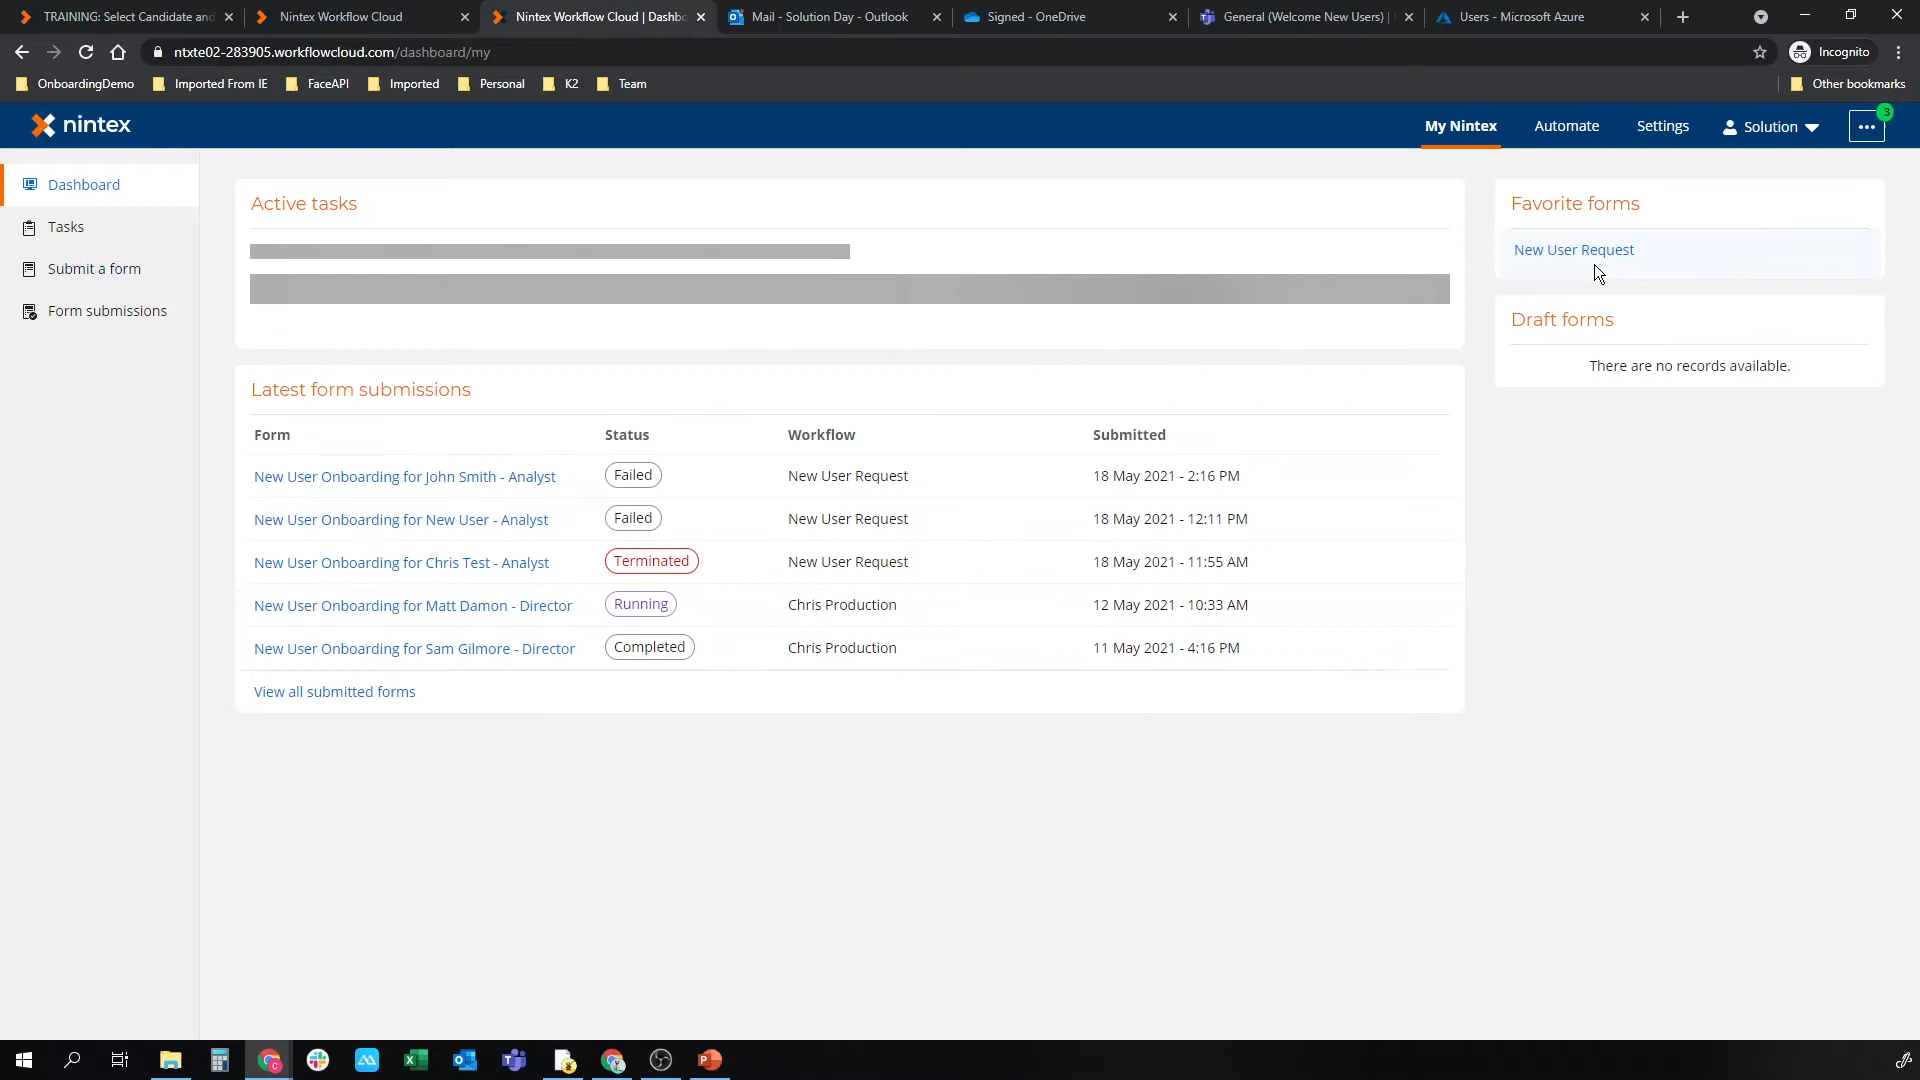 TRAINING: Select Candidate and
Nintex Workflow Cloud
Nintex Workflow Cloud | Dashbo
Mail - Solution Day - Outlook
Signed - OneDrive
General (Welcome New Users) |
Users - Microsoft Azure
ntxte02-283905.workflowcloud.com/dashboard/my
Incognito
OnboardingDemo
Imported From IE
FaceAPI
Imported
Personal
K2
Team
Other bookmarks
nintex
My Nintex
Automate
Settings
Solution
3
Dashboard
Tasks
Submit a form
Form submissions
Active tasks
Favorite forms
New User Request
Draft forms
There are no records available.
Latest form submissions
Form Status Workflow Submitted
New User Onboarding for John Smith - Analyst Failed New User Request 18 May 2021 - 2:16 PM
New User Onboarding for New User - Analyst Failed New User Request 18 May 2021 - 12:11 PM
New User Onboarding for Chris Test - Analyst Terminated New User Request 18 May 2021 - 11:55 AM
New User Onboarding for Matt Damon - Director Running Chris Production 12 May 2021 - 10:33 AM
New User Onboarding for Sam Gilmore - Director Completed Chris Production 11 May 2021 - 4:16 PM
View all submitted forms